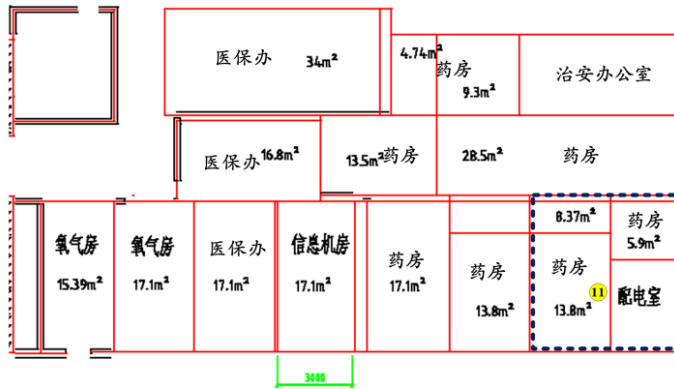 医保办 34m²
4.74m²
药房
9.3m²
治安办公室
医保办 16.8m²
13.5m² 药房
28.5m² 药房
氧气房
15.39m²
氧气房
17.1m²
医保办
17.1m²
信息机房
17.1m²
药房
17.1m²
药房
13.8m²
8.37m²
药房
13.8m²
11
药房
5.9m²
配电室
3440